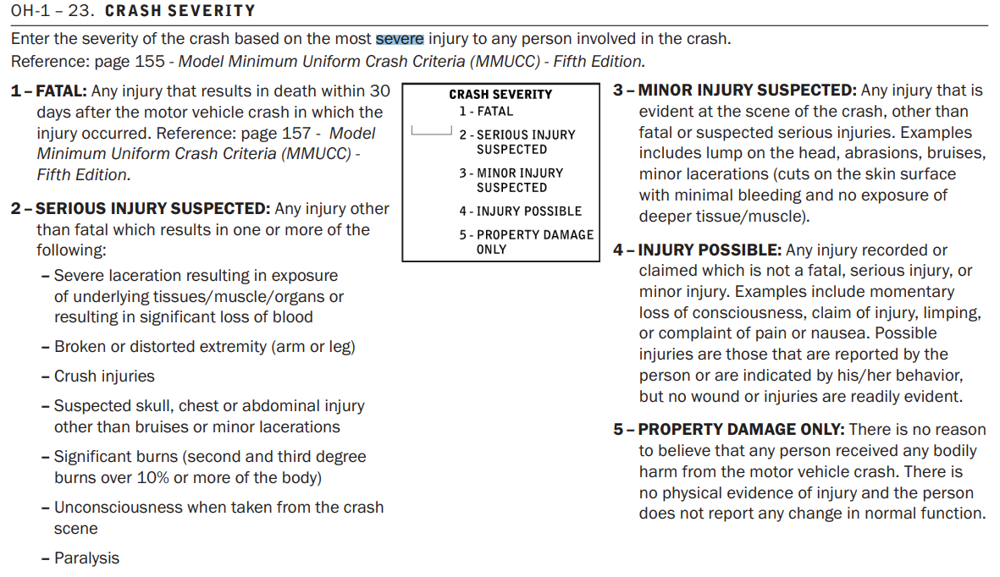 OH-1 – 23. CRASH SEVERITY
Enter the severity of the crash based on the most severe injury to any person involved in the crash.
Reference: page 155 - Model Minimum Uniform Crash Criteria (MMUCC) - Fifth Edition.
1 – FATAL: Any injury that results in death within 30
days after the motor vehicle crash in which the
injury occurred. Reference: page 157 - Model
Minimum Uniform Crash Criteria (MMUCC) -
Fifth Edition.
2 – SERIOUS INJURY SUSPECTED: Any injury other
than fatal which results in one or more of the
following:
– Severe laceration resulting in exposure
of underlying tissues/muscle/organs or
resulting in significant loss of blood
– Broken or distorted extremity (arm or leg)
– Crush injuries
– Suspected skull, chest or abdominal injury
other than bruises or minor lacerations
– Significant burns (second and third degree
burns over 10% or more of the body)
– Unconsciousness when taken from the crash
scene
– Paralysis
CRASH SEVERITY
1 - FATAL
2 - SERIOUS INJURY
SUSPECTED
3 - MINOR INJURY
SUSPECTED
4 - INJURY POSSIBLE
5 - PROPERTY DAMAGE
ONLY
3 – MINOR INJURY SUSPECTED: Any injury that is
evident at the scene of the crash, other than
fatal or suspected serious injuries. Examples
includes lump on the head, abrasions, bruises,
minor lacerations (cuts on the skin surface
with minimal bleeding and no exposure of
deeper tissue/muscle).
4 – INJURY POSSIBLE: Any injury recorded or
claimed which is not a fatal, serious injury, or
minor injury. Examples include momentary
loss of consciousness, claim of injury, limping,
or complaint of pain or nausea. Possible
injuries are those that are reported by the
person or are indicated by his/her behavior,
but no wound or injuries are readily evident.
5 – PROPERTY DAMAGE ONLY: There is no reason
to believe that any person received any bodily
harm from the motor vehicle crash. There is
no physical evidence of injury and the person
does not report any change in normal function.